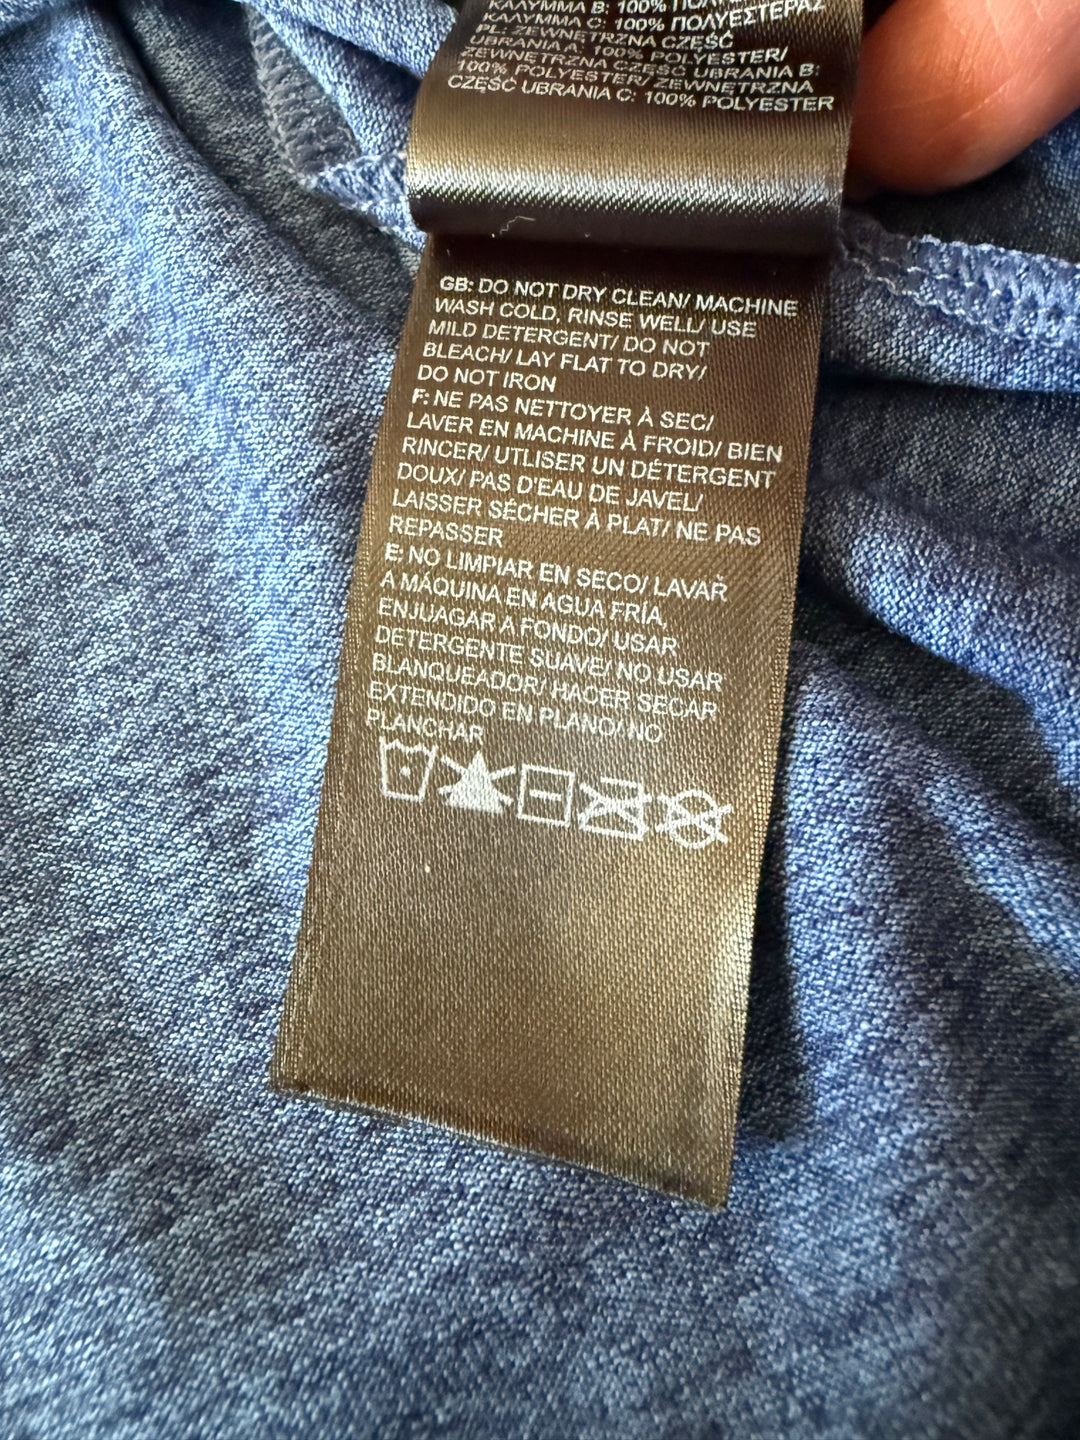 ΚΑΛΥΜΜΑ B: 100%
ΚΑΛΥΜΜΑ C: 100% ΠΟΛΥΕΣΤΕΡΑΣ
PL: ZEWNĘTRZNA CZĘŚĆ
UBRANIA A: 100% POLYESTER/
ZEWNĘTRZNA CZĘŚĆ UBRANIA B:
100% POLYESTER/ ZEWNĘTRZNA
CZĘŚĆ UBRANIA C: 100% POLYESTER
GB: DO NOT DRY CLEAN/ MACHINE
WASH COLD, RINSE WELL/ USE
MILD DETERGENT/ DO NOT
BLEACH/ LAY FLAT TO DRY/
DO NOT IRON
F: NE PAS NETTOYER À SEC/
LAVER EN MACHINE À FROID/ BIEN
RINCER/ UTLISER UN DÉTERGENT
DOUX/ PAS D'EAU DE JAVEL/
LAISSER SÉCHER À PLAT/ NE PAS
REPASSER
E: NO LIMPIAR EN SECO/ LAVAR
A MÁQUINA EN AGUA FRÍA,
ENJUAGAR A FONDO/ USAR
DETERGENTE SUAVE/ NO USAR
BLANQUEADOR/ HACER SECAR
EXTENDIDO EN PLANO/ NO
PLANCHAR